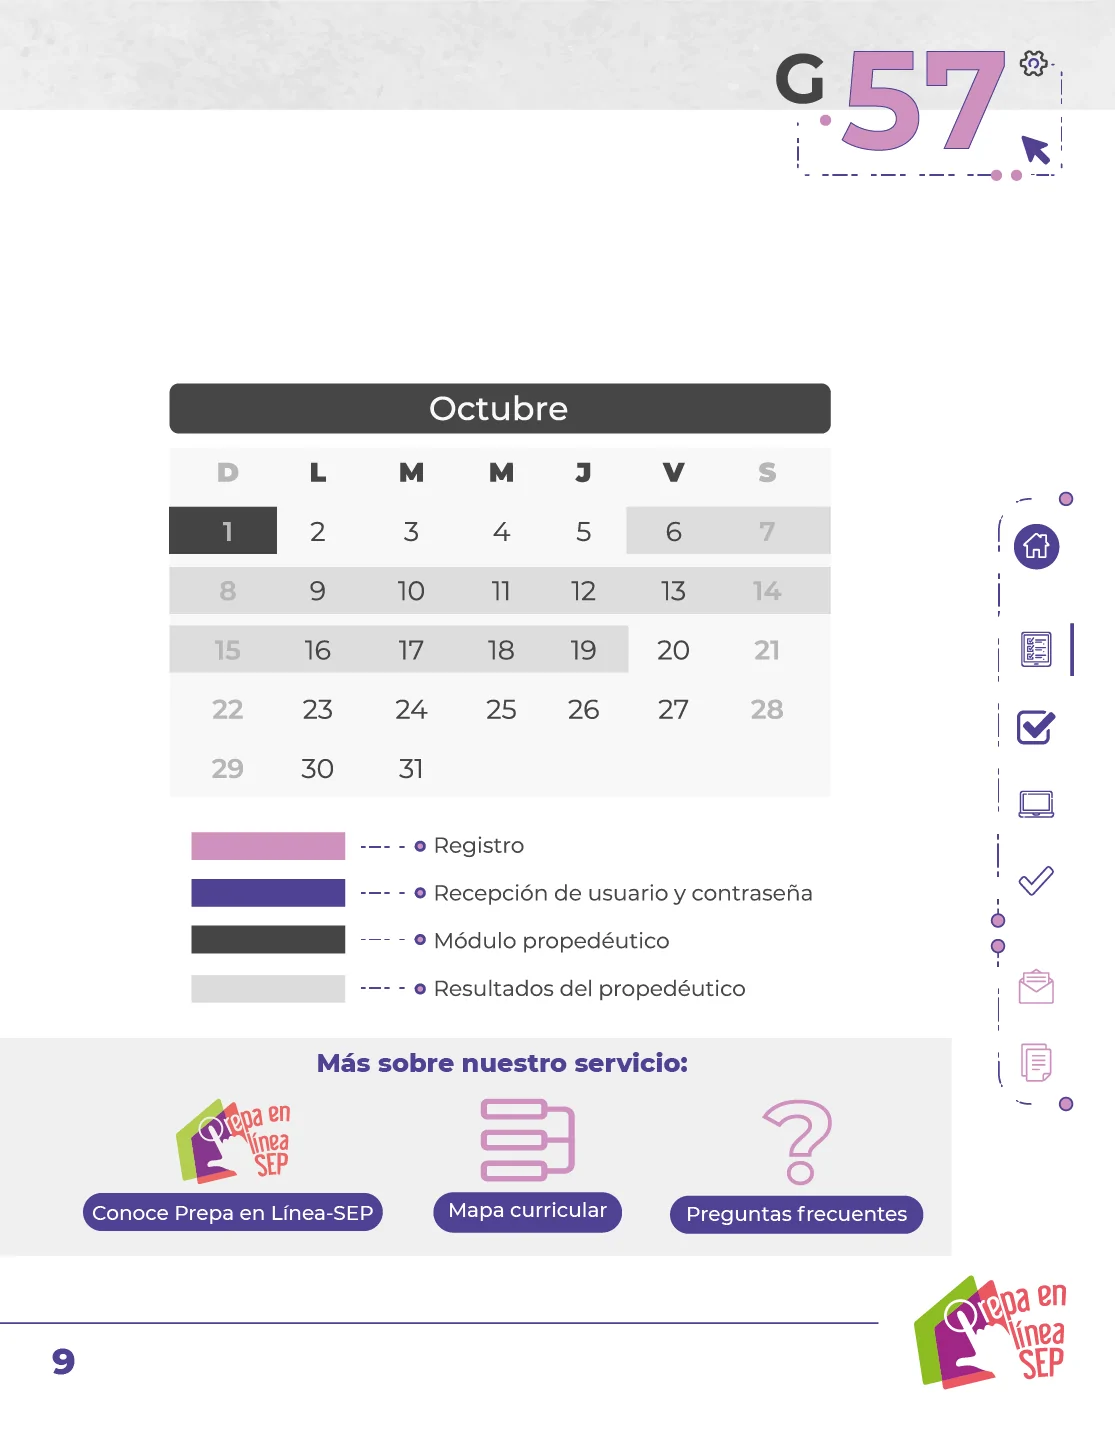 G 57
Octubre
D L M M J V S
1 2 3 4 5 6 7
8 9 10 11 12 13 14
15 16 17 18 19 20 21
22 23 24 25 26 27 28
29 30 31
Registro
Recepción de usuario y contraseña
Módulo propedéutico
Resultados del propedéutico
Más sobre nuestro servicio:
Prepa en
línea
SEP
Conoce Prepa en Línea-SEP
Mapa curricular
Preguntas frecuentes
Prepa en
línea
SEP
9